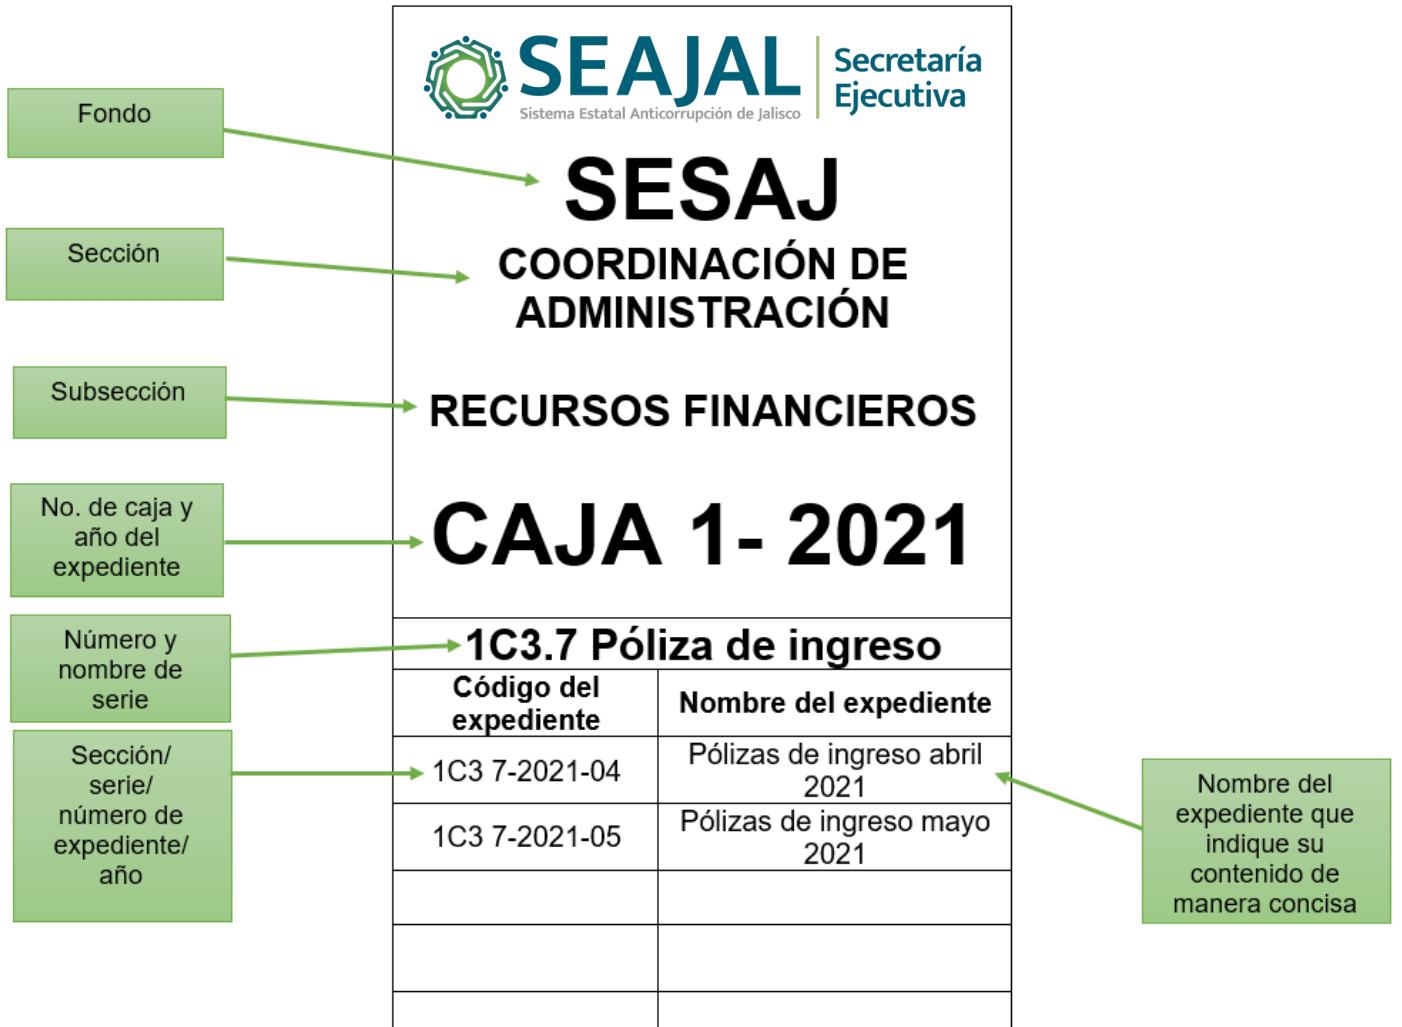 SEAJAL
Sistema Estatal Anticorrupción de Jalisco
Secretaría
Ejecutiva
Fondo
SESAJ
Sección
COORDINACIÓN DE
ADMINISTRACIÓN
Subsección
RECURSOS FINANCIEROS
No. de caja y
año del
expediente
CAJA 1- 2021
Número y
nombre de
serie
1C3.7 Póliza de ingreso
Código del
expediente
Nombre del expediente
Sección/
serie/
número de
expediente/
año
1C3 7-2021-04
Pólizas de ingreso abril
2021
1C3 7-2021-05
Pólizas de ingreso mayo
2021
Nombre del
expediente que
indique su
contenido de
manera concisa